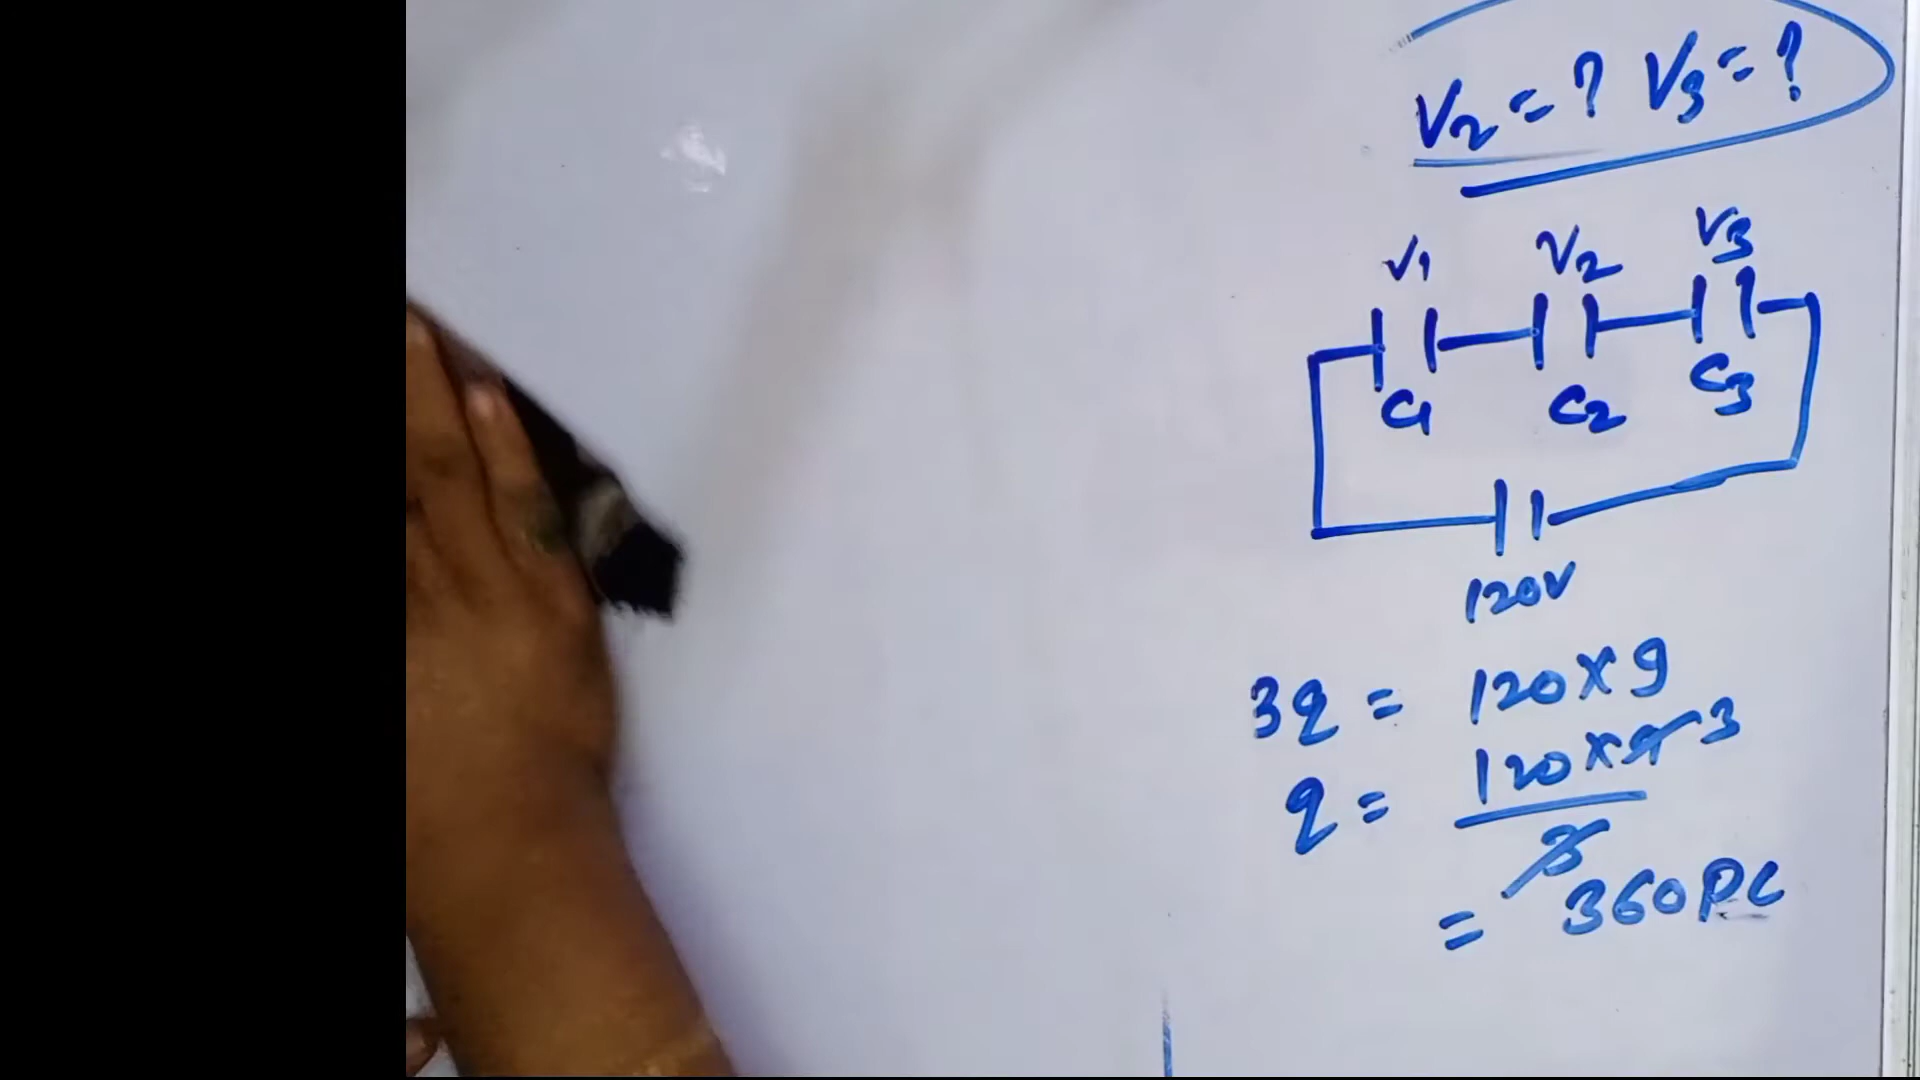 V2 = ? V3 = ?
V1 V2 V3
C1 C2 C3
120V
3q = 120×9
q = 120×9 3
3
= 360 PC